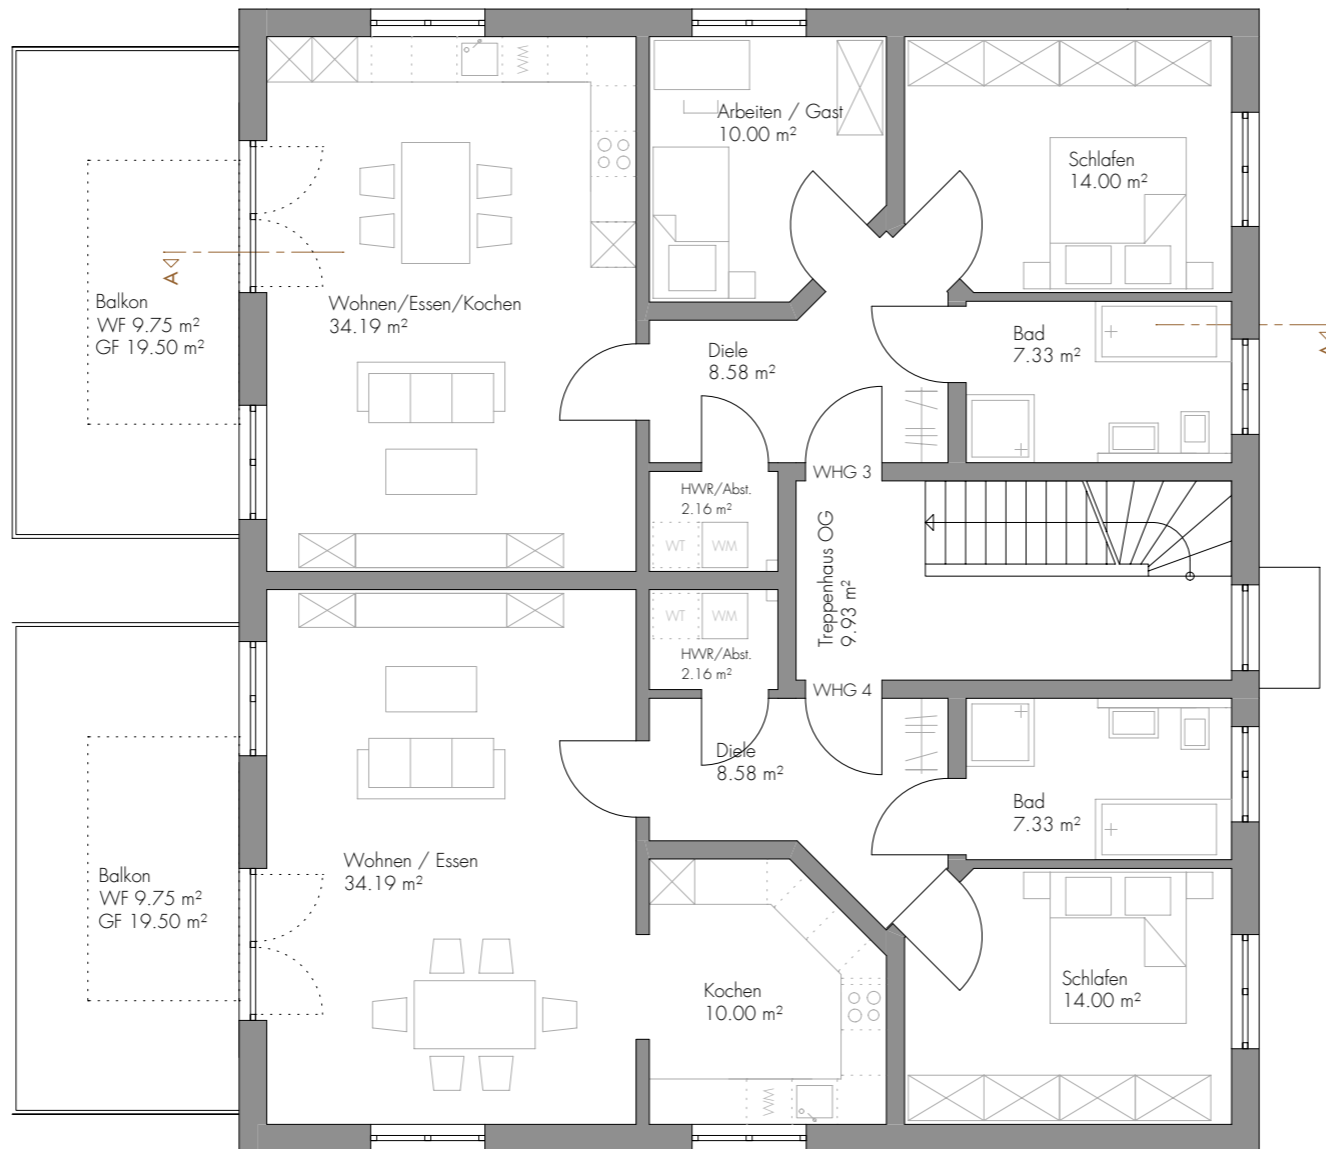 Arbeiten / Gast
10.00 m²
Schlafen
14.00 m²
A
Balkon
WF 9.75 m²
GF 19.50 m²
Wohnen/Essen/Kochen
34.19 m²
Diele
8.58 m²
Bad
7.33 m²
A
WHG 3
HWR/Abst.
2.16 m²
WT
WM
Treppenhaus OG
9.93 m²
WT
WM
HWR/Abst.
2.16 m²
WHG 4
Diele
8.58 m²
Bad
7.33 m²
Balkon
WF 9.75 m²
GF 19.50 m²
Wohnen / Essen
34.19 m²
Kochen
10.00 m²
Schlafen
14.00 m²